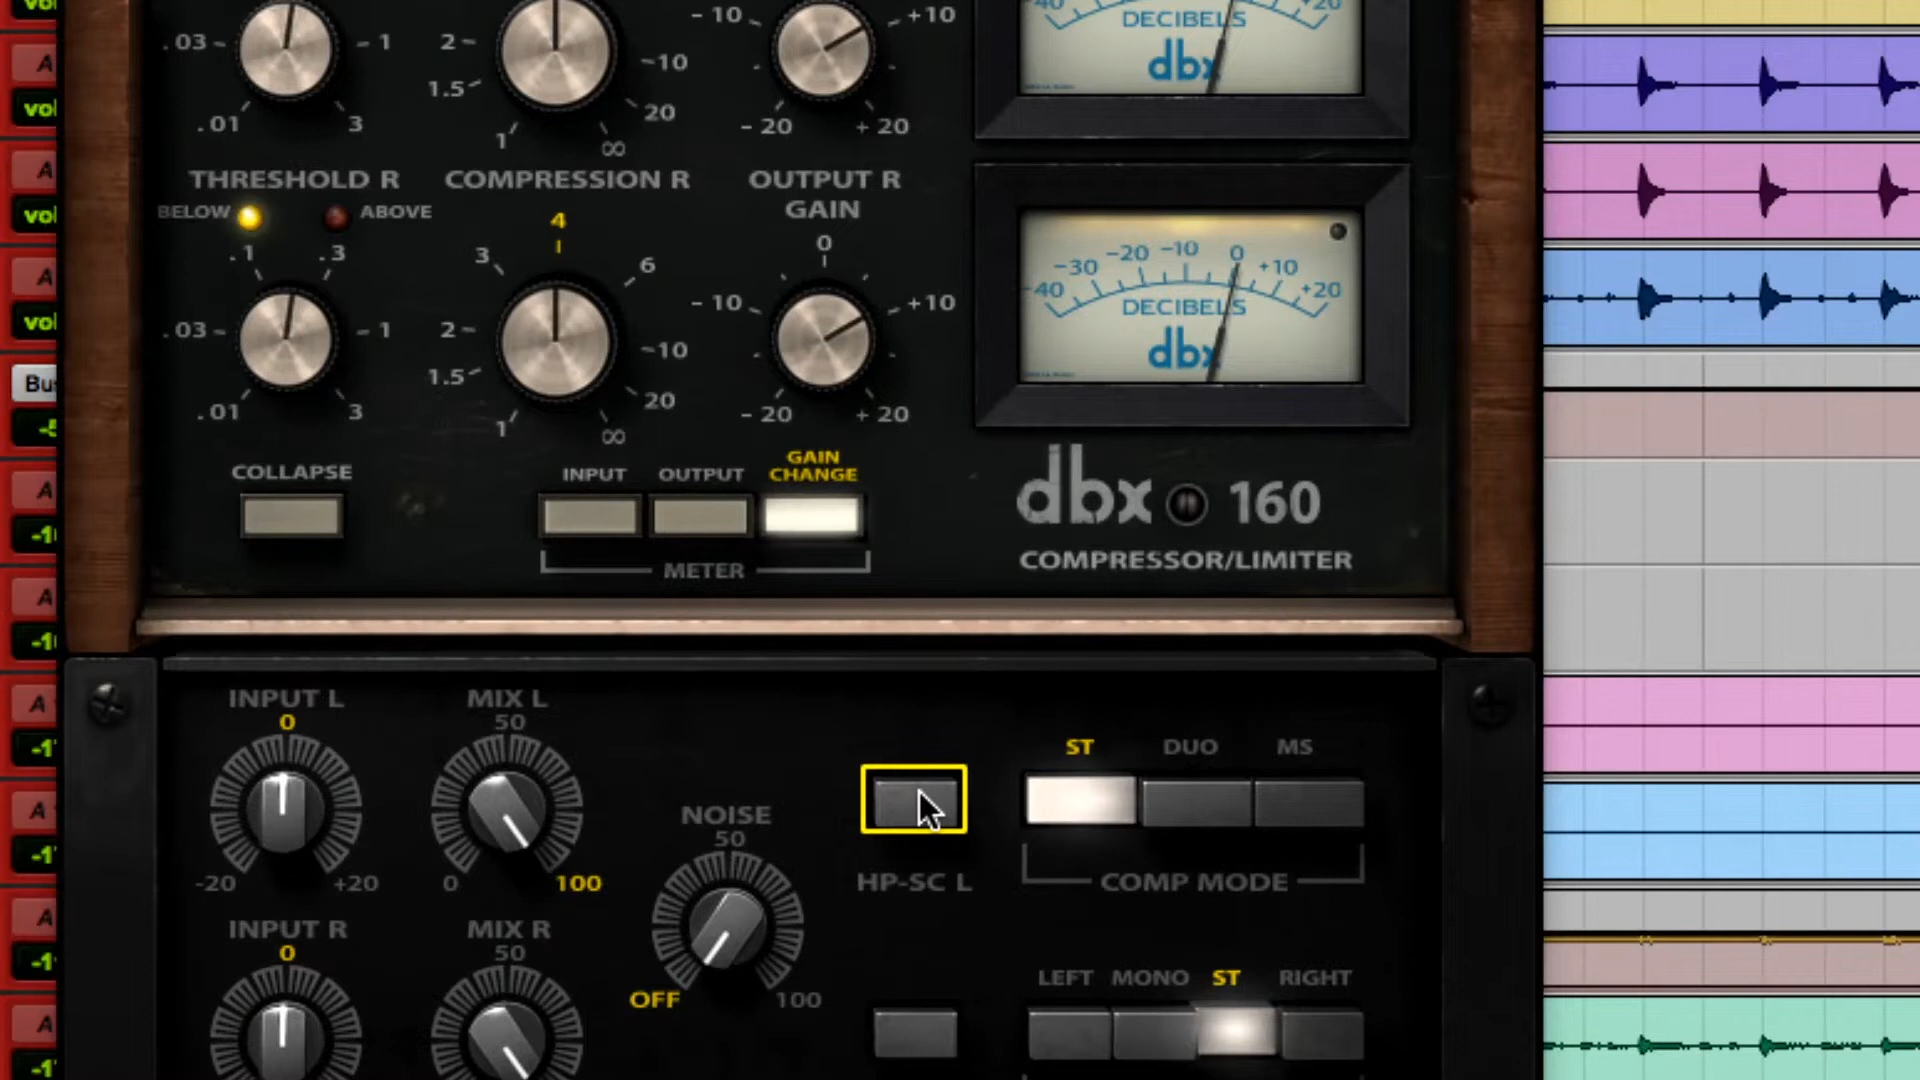 -40 +20
- 10 +10
DECIBELS
.03 1 2 -10 dbx
1.5 20
.01 3 1 ∞ - 20 + 20
THRESHOLD R COMPRESSION R OUTPUT R
GAIN
BELOW ABOVE
4 0
.1 .3 3 6
-40 -30 -20 -10 0 +10 +20
- 10 +10
DECIBELS
.03 1 2 -10 dbx
1.5 20
.01 3 1 ∞ - 20 + 20
COLLAPSE INPUT OUTPUT GAIN
CHANGE
METER
dbx 160
COMPRESSOR/LIMITER
INPUT L MIX L
0 50
-20 +20 0 100
NOISE
50
OFF 100
HP-SC L
ST DUO MS
COMP MODE
INPUT R MIX R
0 50
LEFT MONO ST RIGHT
A
vol
A
vol
A
vol
A
A
A
A
A
A